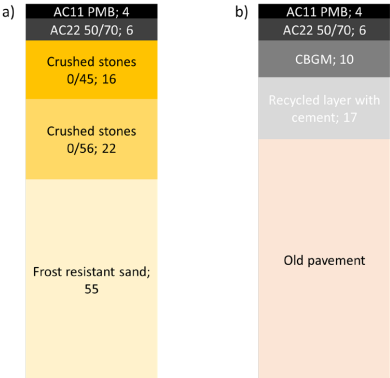 a)
AC11 PMB; 4
AC22 50/70; 6
Crushed stones
0/45; 16
Crushed stones
0/56; 22
Frost resistant sand;
55
b)
AC11 PMB; 4
AC22 50/70; 6
CBGM; 10
Recycled layer with
cement; 17
Old pavement